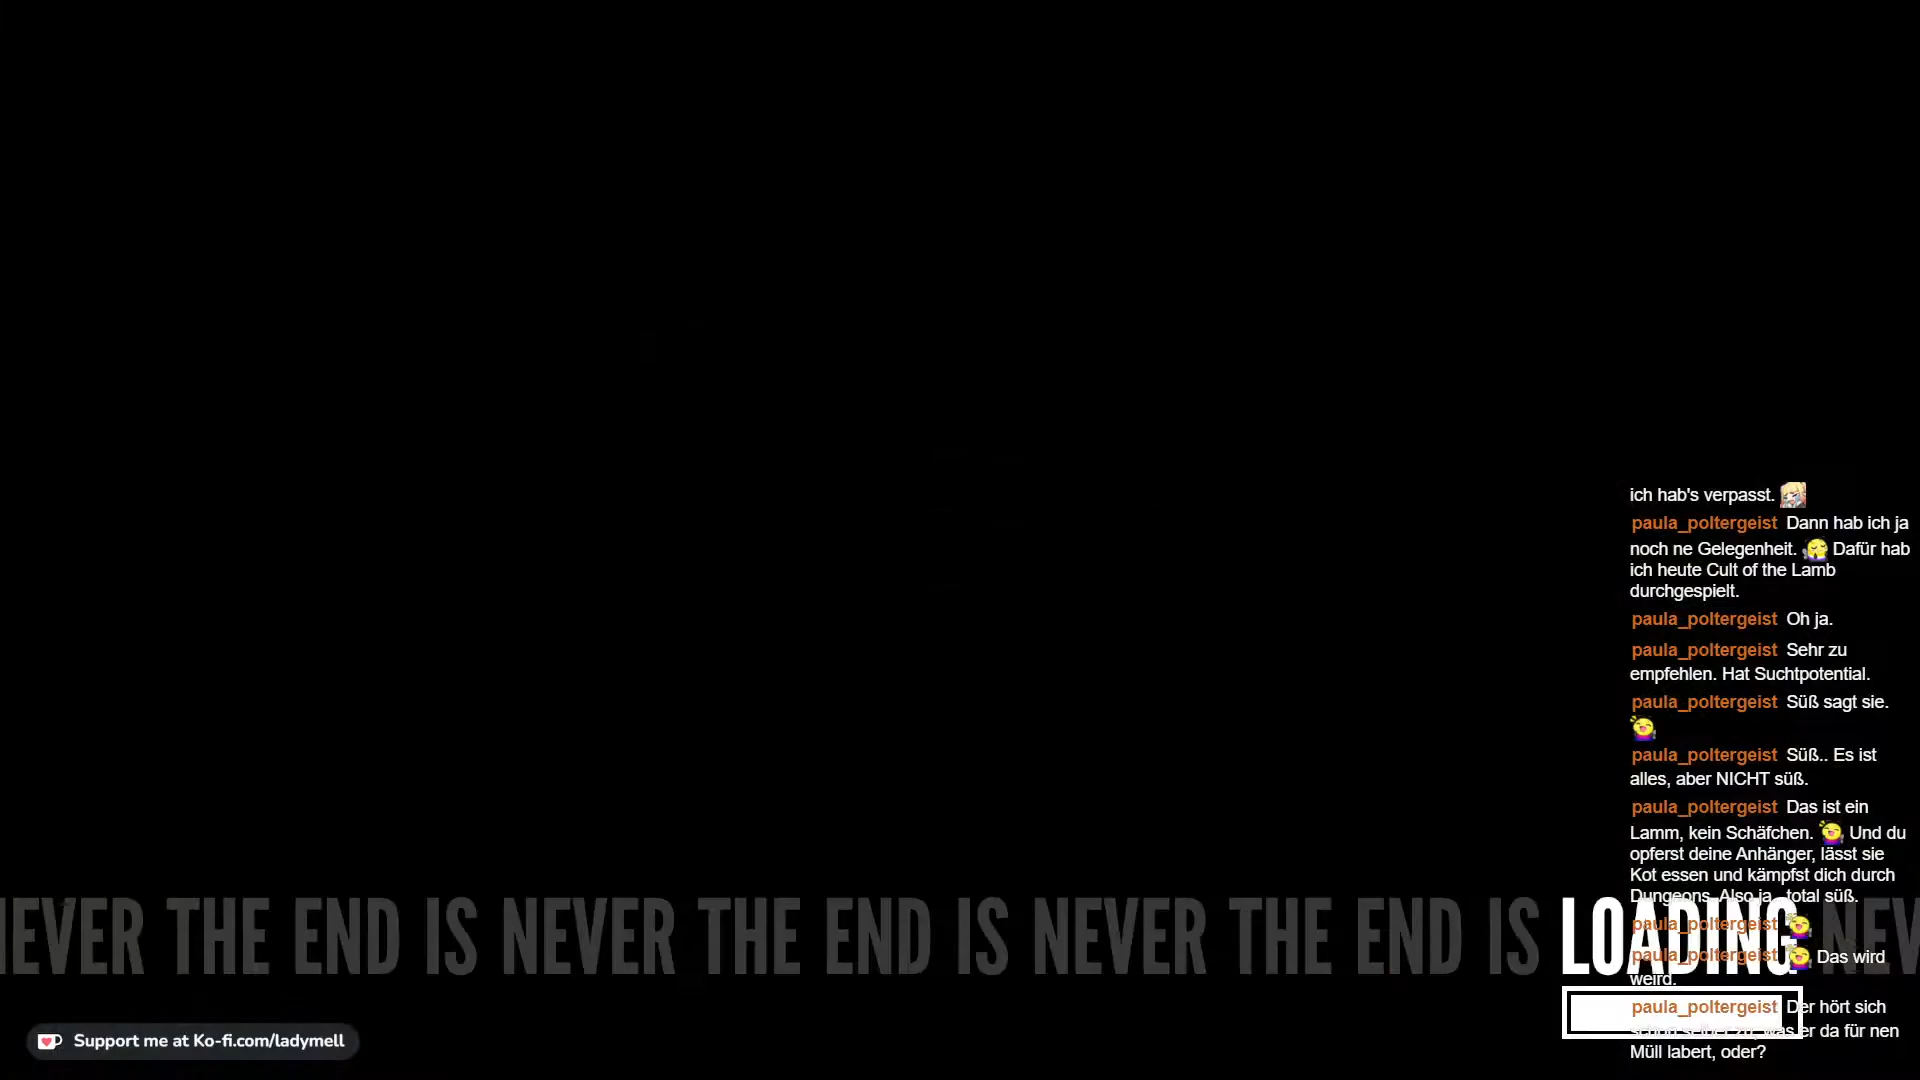 ich hab's verpasst.
paula_poltergeist Dann hab ich ja
noch ne Gelegenheit. Dafür hab
ich heute Cult of the Lamb
durchgespielt.
paula_poltergeist Oh ja.
paula_poltergeist Sehr zu
empfehlen. Hat Suchtpotential.
paula_poltergeist Süß sagt sie.
paula_poltergeist Süß.. Es ist
alles, aber NICHT süß.
paula_poltergeist Das ist ein
Lamm, kein Schäfchen. Und du
opferst deine Anhänger, lässt sie
Kot essen und kämpfst dich durch
Dungeons. Also ja.. total süß.
paula_poltergeist
paula_poltergeist Das wird
weird.
paula_poltergeist Der hört sich
schon selber zu, was er da für nen
Müll labert, oder?
NEVER THE END IS NEVER THE END IS NEVER THE END IS LOADING NEV
Support me at Ko-fi.com/ladymell